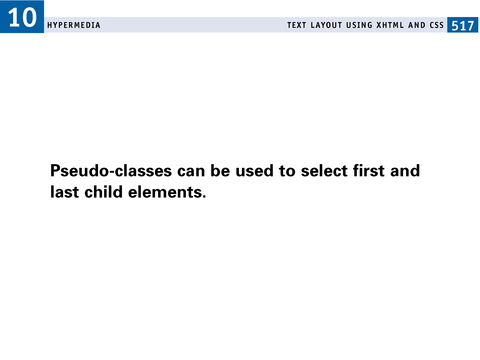 10 HYPERMEDIA TEXT LAYOUT USING XHTML AND CSS 517
Pseudo-classes can be used to select first and
last child elements.